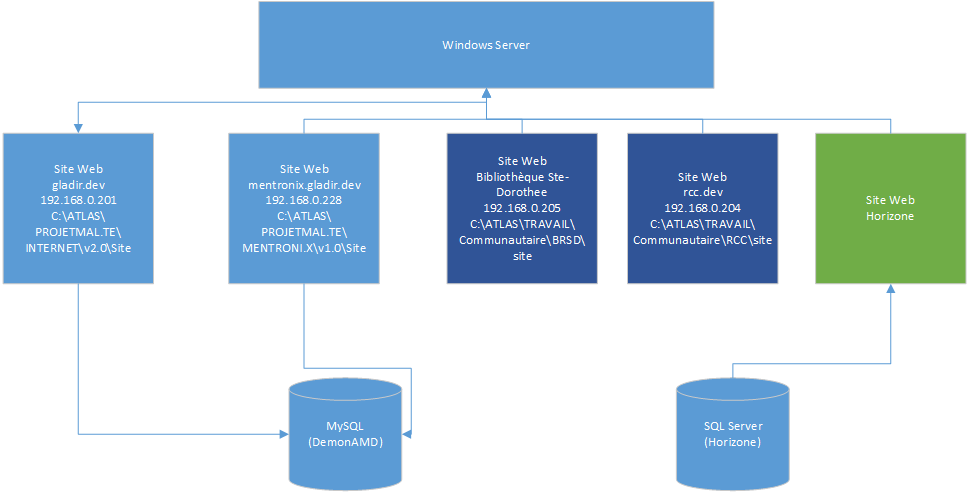 Windows Server
Site Web
gladir.dev
192.168.0.201
C:\ATLAS\
PROJETMAL.TE\
INTERNET\v2.0\Site
Site Web
mentronix.gladir.dev
192.168.0.228
C:\ATLAS\
PROJETMAL.TE\
MENTRONI.X\v1.0\Site
Site Web
Bibliothèque Ste-
Dorothee
192.168.0.205
C:\ATLAS\TRAVAIL\
Communautaire\BRSD\
site
Site Web
rcc.dev
192.168.0.204
C:\ATLAS\TRAVAIL\
Communautaire\RCC\site
Site Web
Horizone
MySQL
(DemonAMD)
SQL Server
(Horizone)